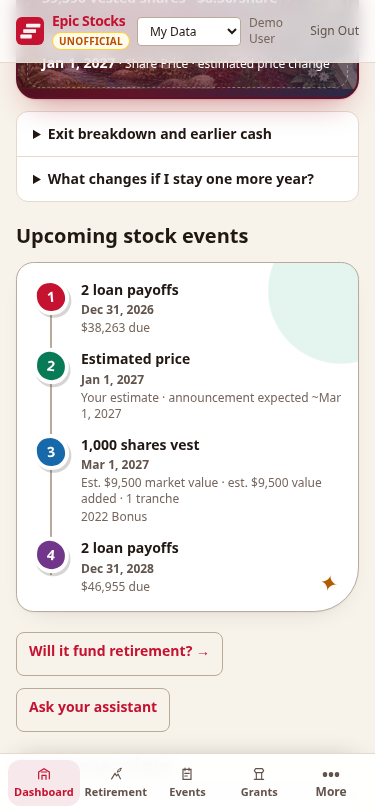 Epic Stocks
UNOFFICIAL
My Data
Demo User
Sign Out
Jan 1, 2027 · Share Price · estimated price change
Exit breakdown and earlier cash
What changes if I stay one more year?
Upcoming stock events
1
2 loan payoffs
Dec 31, 2026
$38,263 due
2
Estimated price
Jan 1, 2027
Your estimate · announcement expected ~Mar
1, 2027
3
1,000 shares vest
Mar 1, 2027
Est. $9,500 market value · est. $9,500 value
added · 1 tranche
2022 Bonus
4
2 loan payoffs
Dec 31, 2028
$46,955 due
Will it fund retirement? →
Ask your assistant
Dashboard
Retirement
Events
Grants
More